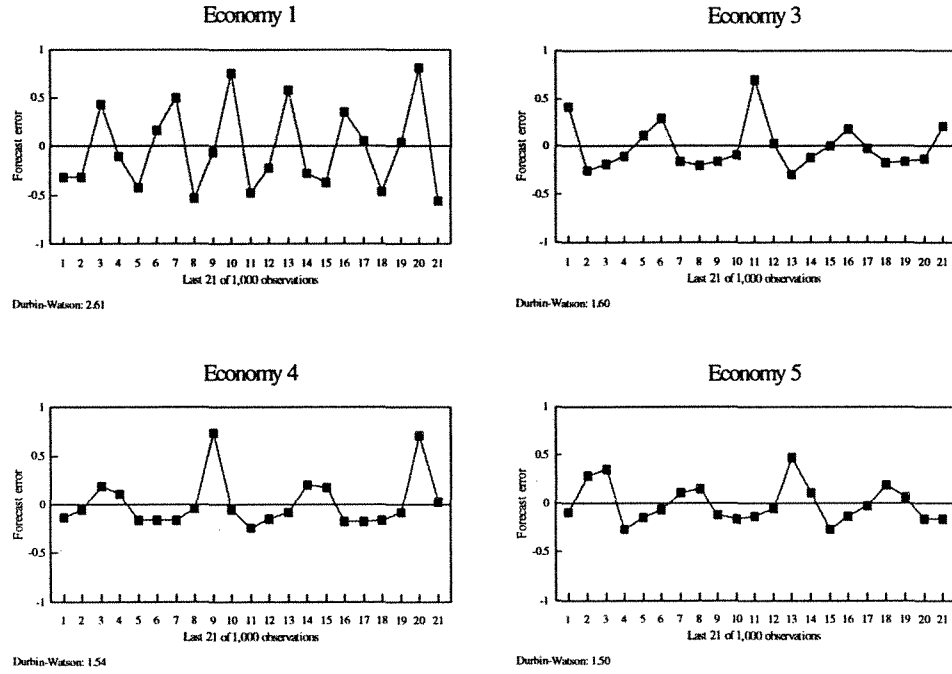 Economy 1
1
0.5
0
-0.5
-1
Forecast error
1 2 3 4 5 6 7 8 9 10 11 12 13 14 15 16 17 18 19 20 21
Last 21 of 1,000 observations
Durbin-Watson: 2.61
Economy 3
1
0.5
0
-0.5
-1
Forecast error
1 2 3 4 5 6 7 8 9 10 11 12 13 14 15 16 17 18 19 20 21
Last 21 of 1,000 observations
Durbin-Watson: 1.60
Economy 4
1
0.5
0
-0.5
-1
Forecast error
1 2 3 4 5 6 7 8 9 10 11 12 13 14 15 16 17 18 19 20 21
Last 21 of 1,000 observations
Durbin-Watson: 1.54
Economy 5
1
0.5
0
-0.5
-1
Forecast error
1 2 3 4 5 6 7 8 9 10 11 12 13 14 15 16 17 18 19 20 21
Last 21 of 1,000 observations
Durbin-Watson: 1.50